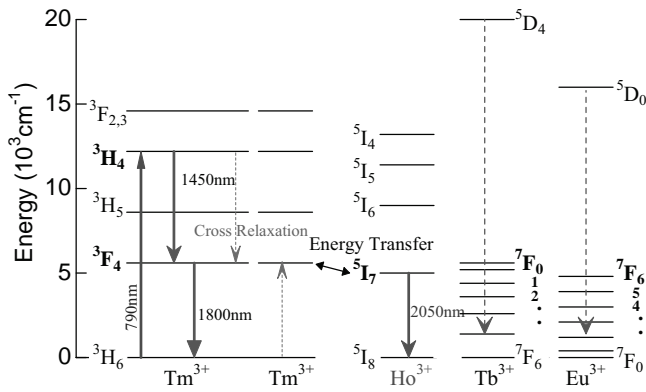 Energy (10³cm⁻¹)
20
15
10
5
0
³F₂,₃
³H₄
³H₅
³F₄
³H₆
790nm
1450nm
1800nm
Cross Relaxation
Energy Transfer
Tm³⁺
Tm³⁺
⁵I₄
⁵I₅
⁵I₆
⁵I₇
2050nm
⁵I₈
Ho³⁺
⁵D₄
⁷F₀
1
2
⁷F₆
Tb³⁺
⁵D₀
⁷F₆
5
4
⁷F₀
Eu³⁺